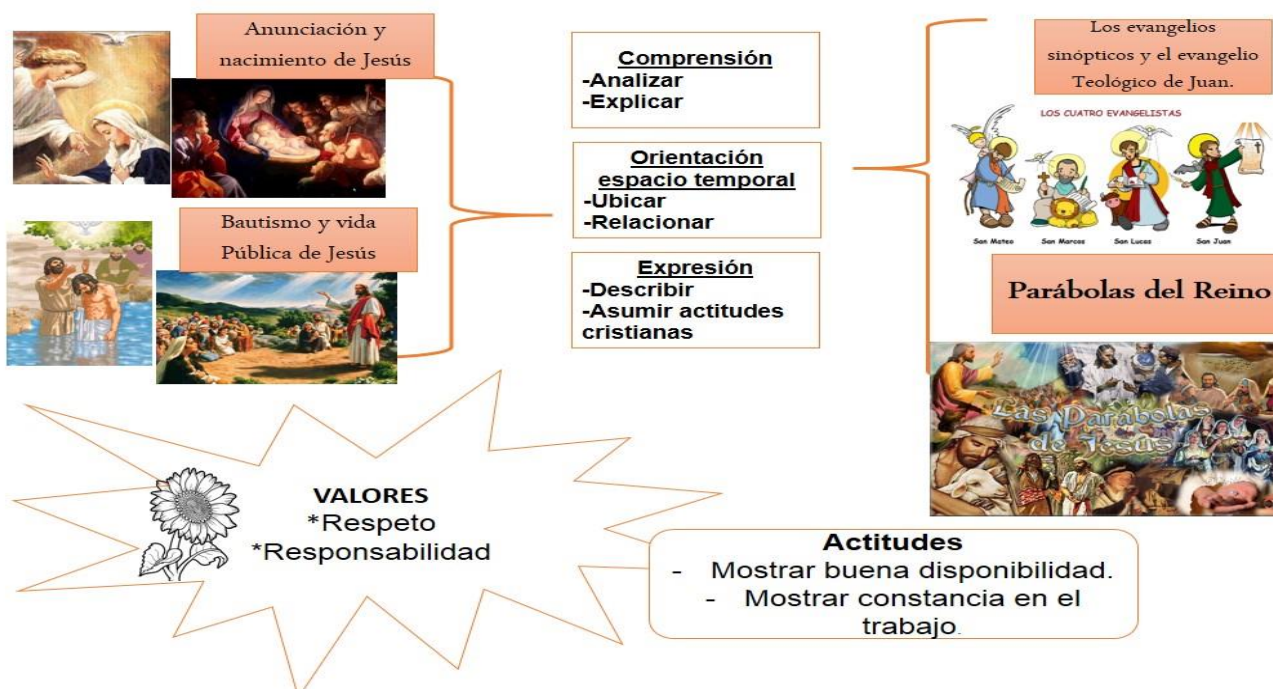 Anunciación y
nacimiento de Jesús
Bautismo y vida
Pública de Jesús
Comprensión
-Analizar
-Explicar
Orientación
espacio temporal
-Ubicar
-Relacionar
Expresión
-Describir
-Asumir actitudes
cristianas
Los evangelios
sinópticos y el evangelio
Teológico de Juan.
LOS CUATRO EVANGELISTAS
San Mateo
San Marcos
San Lucas
San Juan
Parábolas del Reino
Las Parábolas
de Jesús
VALORES
*Respeto
*Responsabilidad
Actitudes
- Mostrar buena disponibilidad.
- Mostrar constancia en el
trabajo.